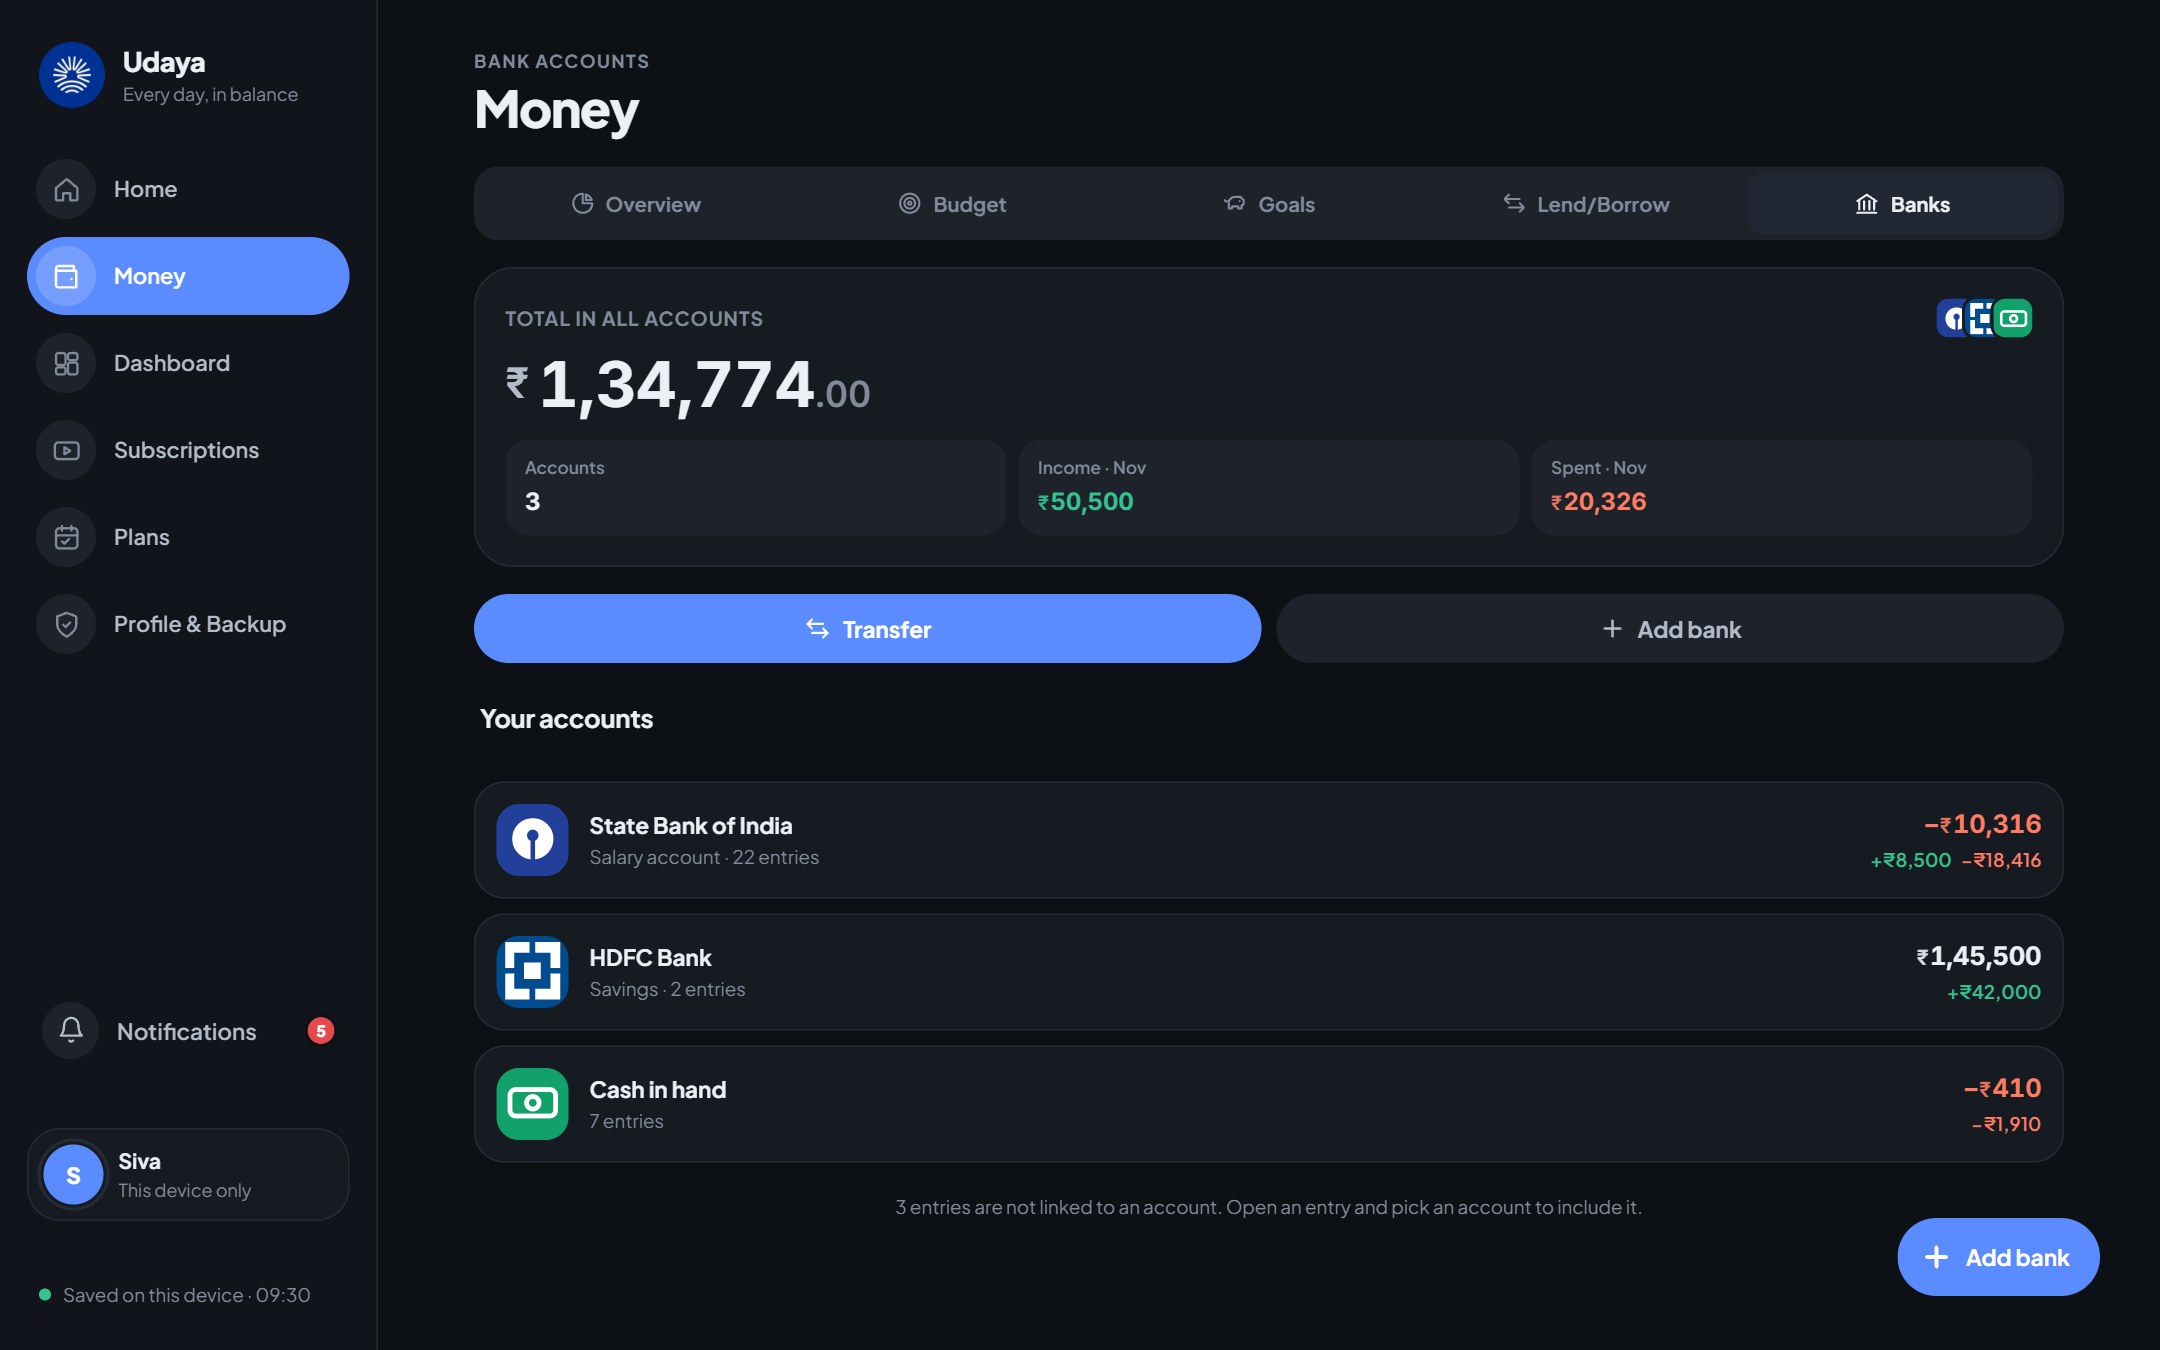 Udaya
Every day, in balance
Home
Money
Dashboard
Subscriptions
Plans
Profile & Backup
Notifications
5
S
Siva
This device only
Saved on this device · 09:30
BANK ACCOUNTS
Money
Overview
Budget
Goals
Lend/Borrow
Banks
TOTAL IN ALL ACCOUNTS
₹ 1,34,774.00
Accounts
3
Income · Nov
₹50,500
Spent · Nov
₹20,326
Transfer
Add bank
Your accounts
State Bank of India
Salary account · 22 entries
−₹10,316
+₹8,500 −₹18,416
HDFC Bank
Savings · 2 entries
₹1,45,500
+₹42,000
Cash in hand
7 entries
−₹410
−₹1,910
3 entries are not linked to an account. Open an entry and pick an account to include it.
Add bank